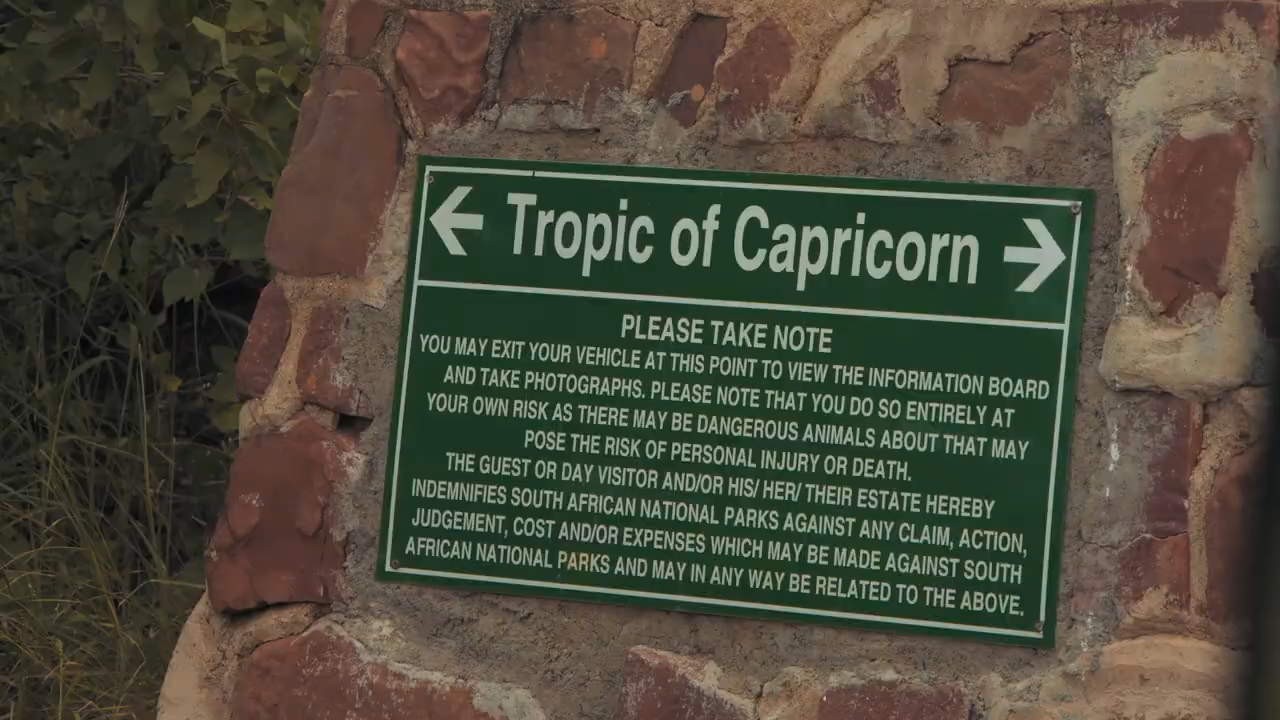 Tropic of Capricorn
PLEASE TAKE NOTE
YOU MAY EXIT YOUR VEHICLE AT THIS POINT TO VIEW THE INFORMATION BOARD
AND TAKE PHOTOGRAPHS. PLEASE NOTE THAT YOU DO SO ENTIRELY AT
YOUR OWN RISK AS THERE MAY BE DANGEROUS ANIMALS ABOUT THAT MAY
POSE THE RISK OF PERSONAL INJURY OR DEATH.
THE GUEST OR DAY VISITOR AND/OR HIS/ HER/ THEIR ESTATE HEREBY
INDEMNIFIES SOUTH AFRICAN NATIONAL PARKS AGAINST ANY CLAIM, ACTION,
JUDGEMENT, COST AND/OR EXPENSES WHICH MAY BE MADE AGAINST SOUTH
AFRICAN NATIONAL PARKS AND MAY IN ANY WAY BE RELATED TO THE ABOVE.